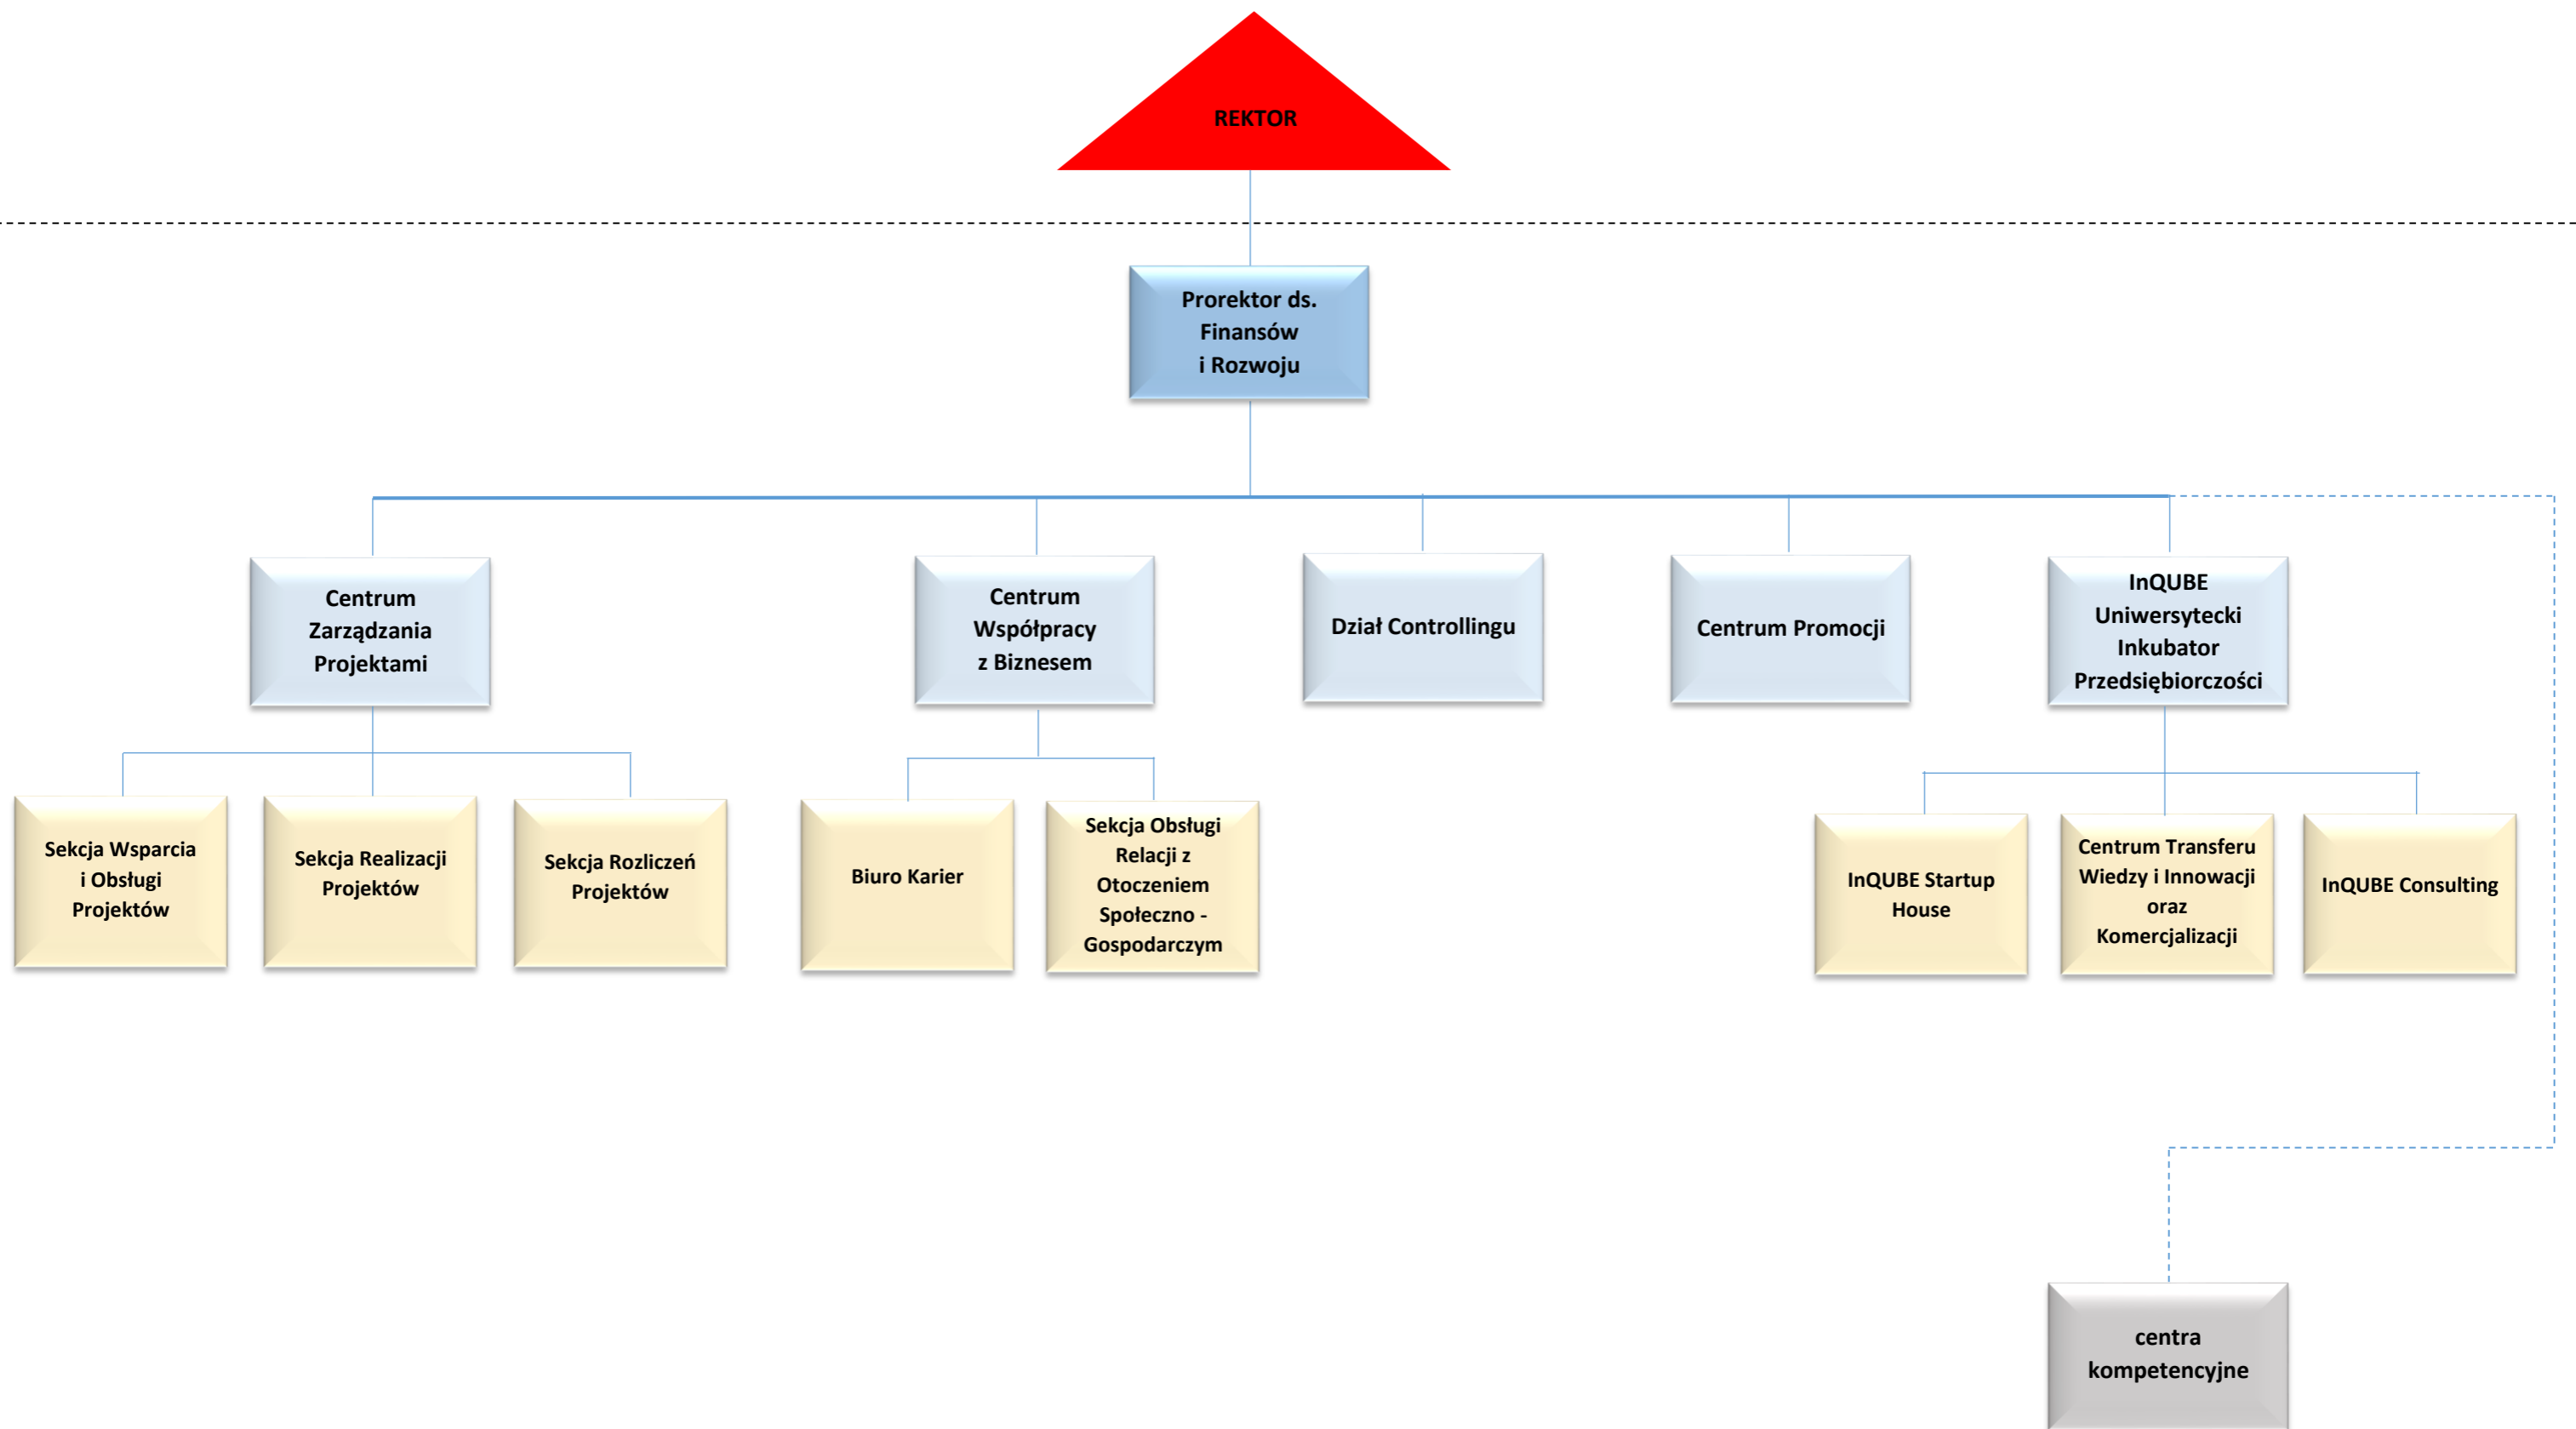 REKTOR
Prorektor ds.
Finansów
i Rozwoju
Centrum
Zarządzania
Projektami
Centrum
Współpracy
z Biznesem
Dział Controllingu
Centrum Promocji
InQUBE
Uniwersytecki
Inkubator
Przedsiębiorczości
Sekcja Wsparcia
i Obsługi
Projektów
Sekcja Realizacji
Projektów
Sekcja Rozliczeń
Projektów
Biuro Karier
Sekcja Obsługi
Relacji z
Otoczeniem
Społeczno -
Gospodarczym
InQUBE Startup
House
Centrum Transferu
Wiedzy i Innowacji
oraz
Komercjalizacji
InQUBE Consulting
centra
kompetencyjne